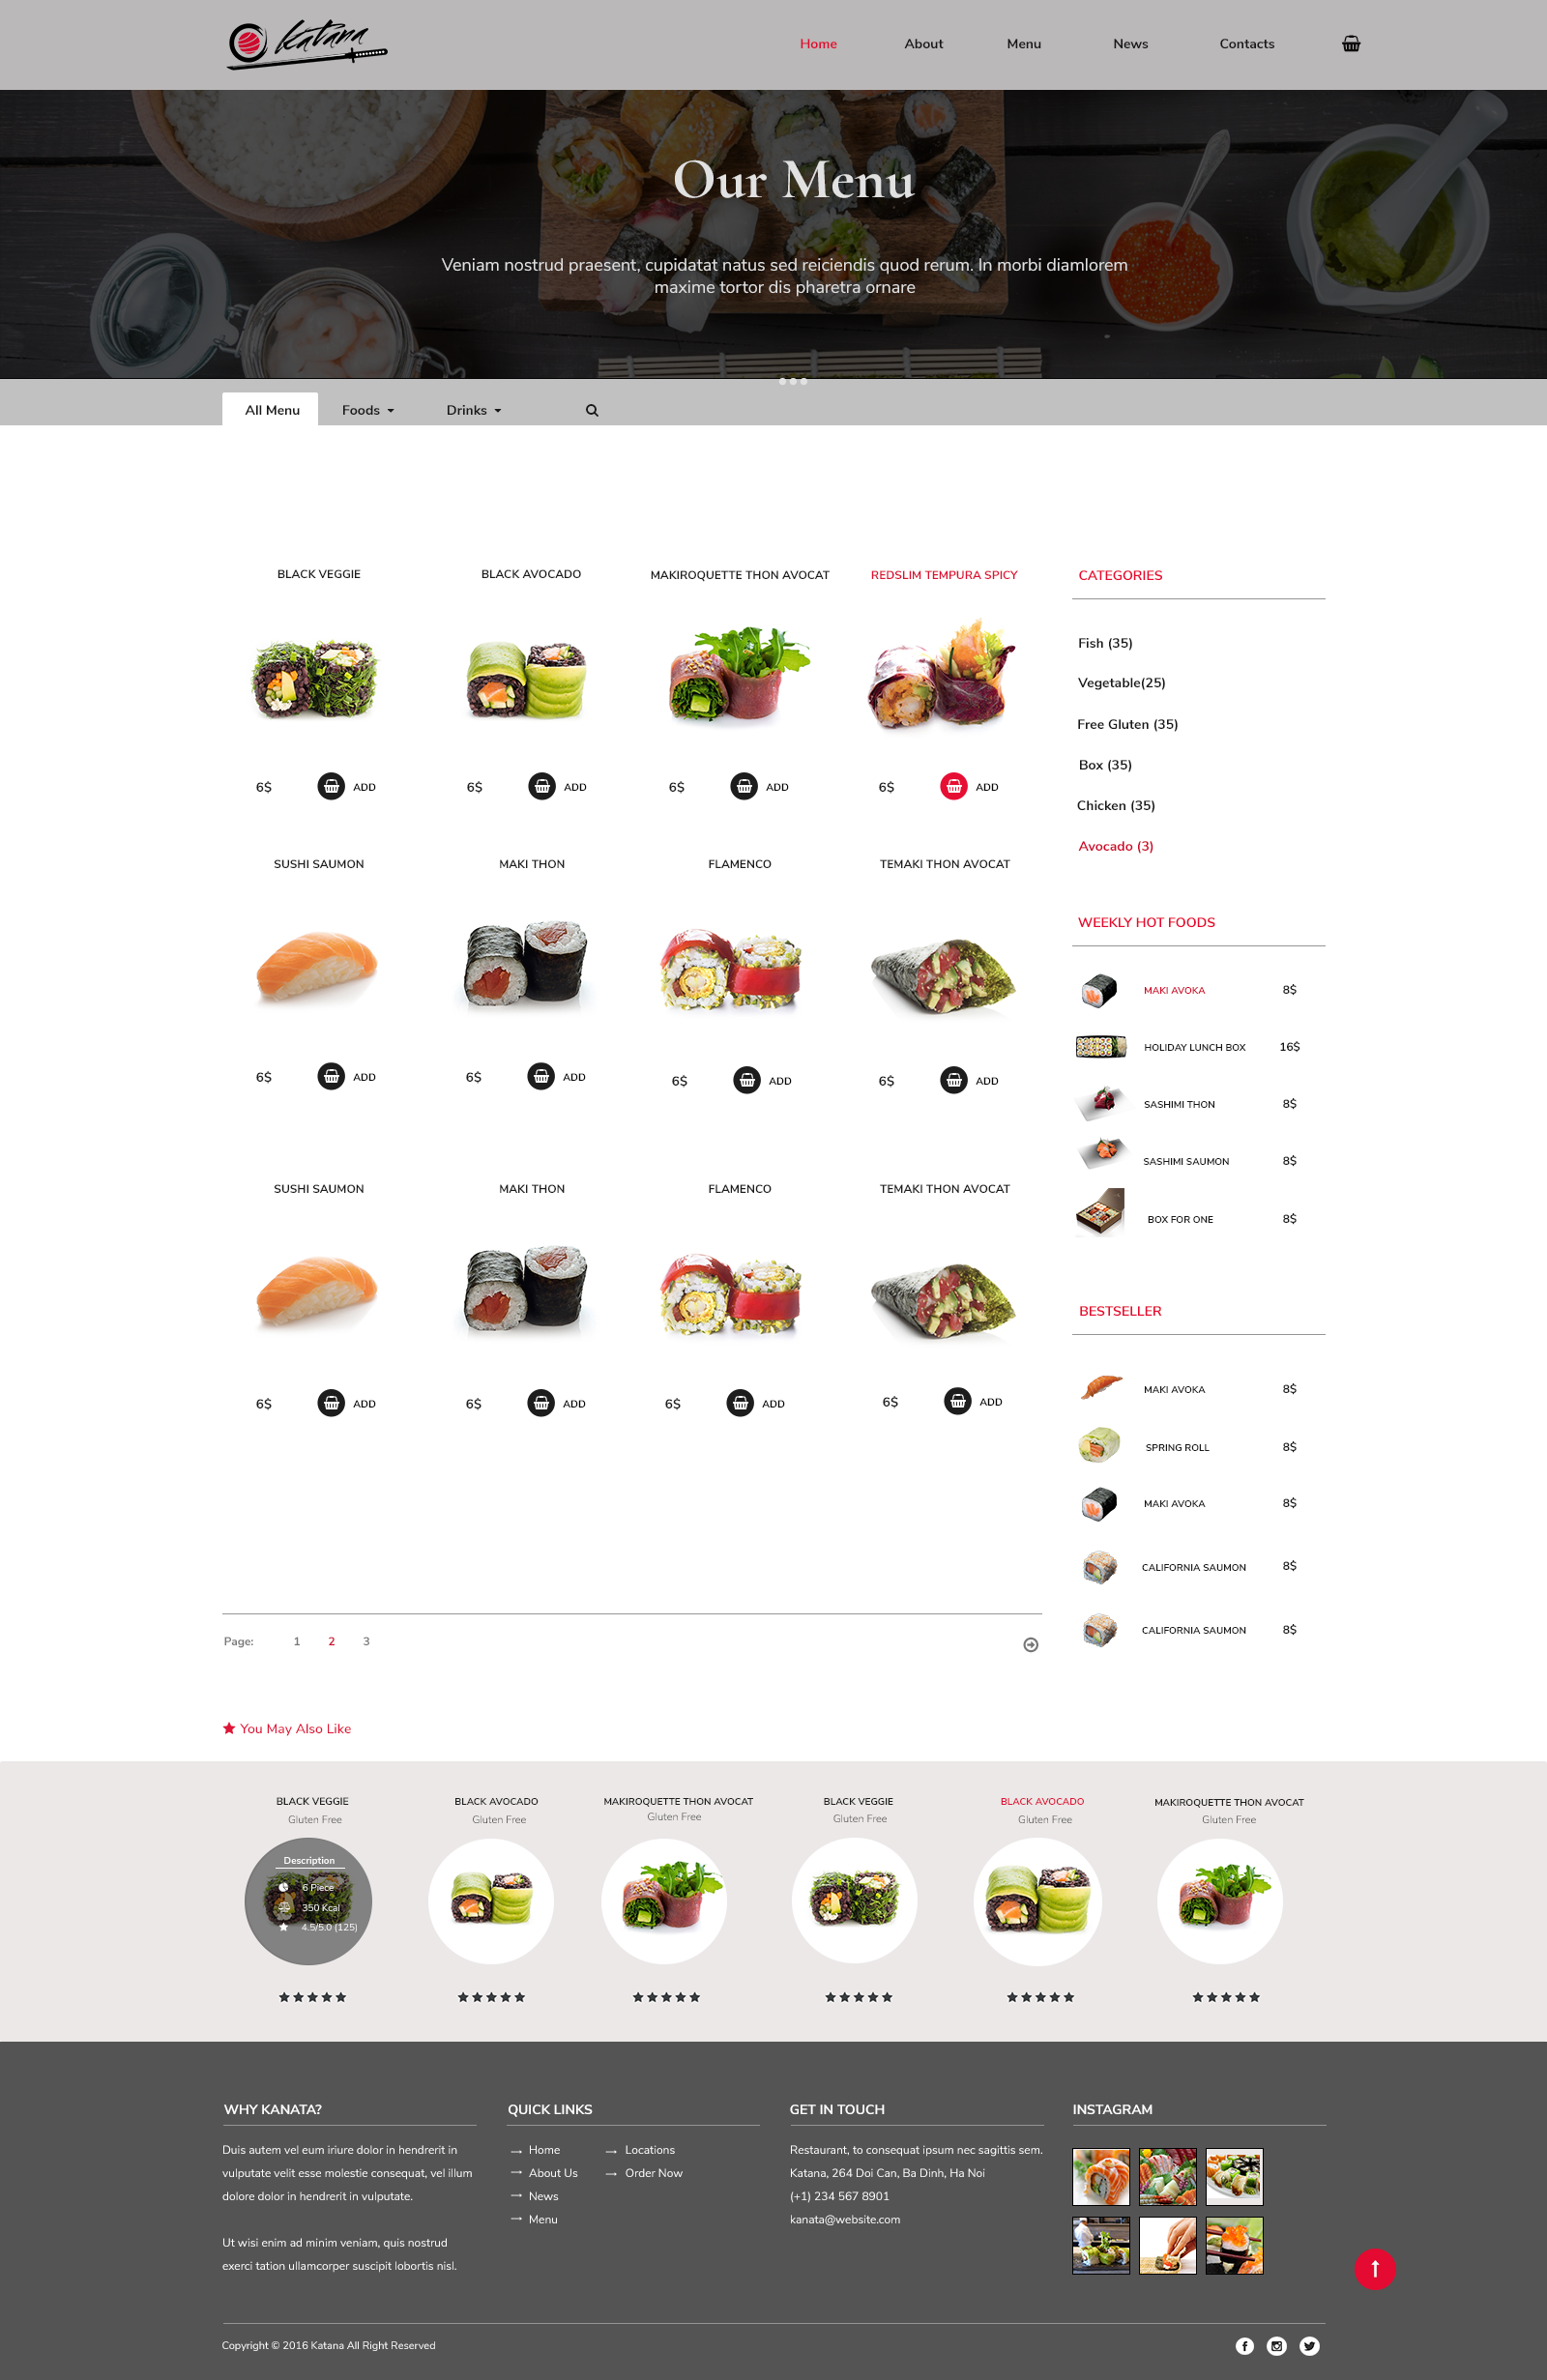 Katana
Home About Menu News Contacts
Our Menu
Veniam nostrud praesent, cupidatat natus sed reiciendis quod rerum. In morbi diamlorem
maxime tortor dis pharetra ornare
All Menu Foods Drinks
BLACK VEGGIE BLACK AVOCADO MAKIROQUETTE THON AVOCAT REDSLIM TEMPURA SPICY
6$ ADD 6$ ADD 6$ ADD 6$ ADD
SUSHI SAUMON MAKI THON FLAMENCO TEMAKI THON AVOCAT
6$ ADD 6$ ADD 6$ ADD 6$ ADD
SUSHI SAUMON MAKI THON FLAMENCO TEMAKI THON AVOCAT
6$ ADD 6$ ADD 6$ ADD 6$ ADD
CATEGORIES
Fish (35)
Vegetable(25)
Free Gluten (35)
Box (35)
Chicken (35)
Avocado (3)
WEEKLY HOT FOODS
MAKI AVOKA 8$
HOLIDAY LUNCH BOX 16$
SASHIMI THON 8$
SASHIMI SAUMON 8$
BOX FOR ONE 8$
BESTSELLER
MAKI AVOKA 8$
SPRING ROLL 8$
MAKI AVOKA 8$
CALIFORNIA SAUMON 8$
CALIFORNIA SAUMON 8$
Page: 1 2 3
You May Also Like
BLACK VEGGIE BLACK AVOCADO MAKIROQUETTE THON AVOCAT BLACK VEGGIE BLACK AVOCADO MAKIROQUETTE THON AVOCAT
Gluten Free Gluten Free Gluten Free Gluten Free Gluten Free Gluten Free
Description
6 Piece
350 Kcal
4.5/5.0 (125)
WHY KANATA?
Duis autem vel eum iriure dolor in hendrerit in
vulputate velit esse molestie consequat, vel illum
dolore dolor in hendrerit in vulputate.
Ut wisi enim ad minim veniam, quis nostrud
exerci tation ullamcorper suscipit lobortis nisl.
QUICK LINKS
Home Locations
About Us Order Now
News
Menu
GET IN TOUCH
Restaurant, to consequat ipsum nec sagittis sem.
Katana, 264 Doi Can, Ba Dinh, Ha Noi
(+1) 234 567 8901
kanata@website.com
INSTAGRAM
Copyright © 2016 Katana All Right Reserved